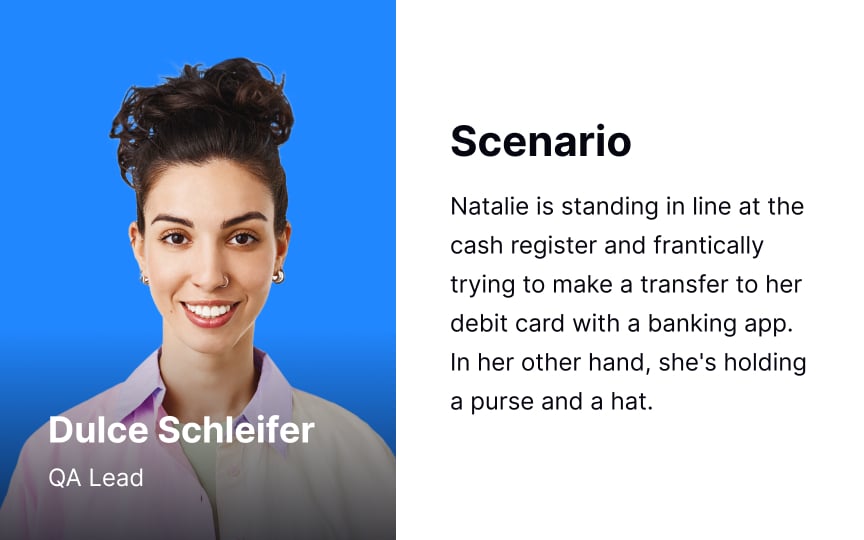 Dulce Schleifer
QA Lead
Scenario
Natalie is standing in line at the
cash register and frantically
trying to make a transfer to her
debit card with a banking app.
In her other hand, she's holding
a purse and a hat.